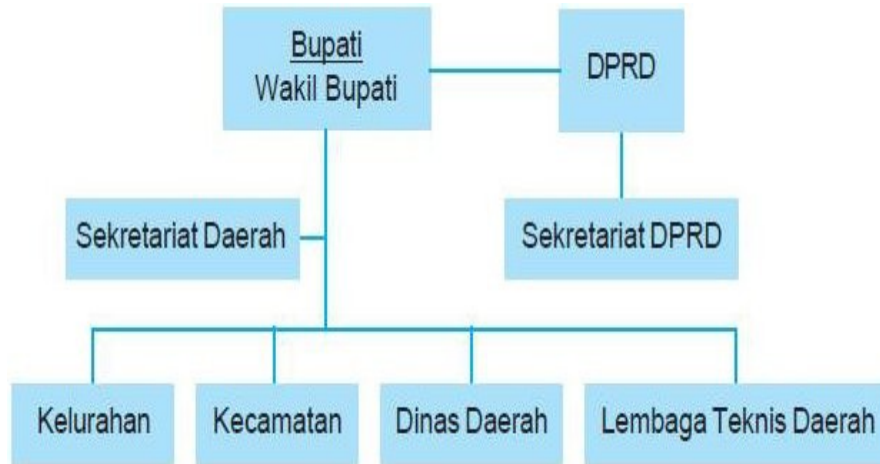 Bupati
Wakil Bupati
DPRD
Sekretariat Daerah
Sekretariat DPRD
Kelurahan
Kecamatan
Dinas Daerah
Lembaga Teknis Daerah